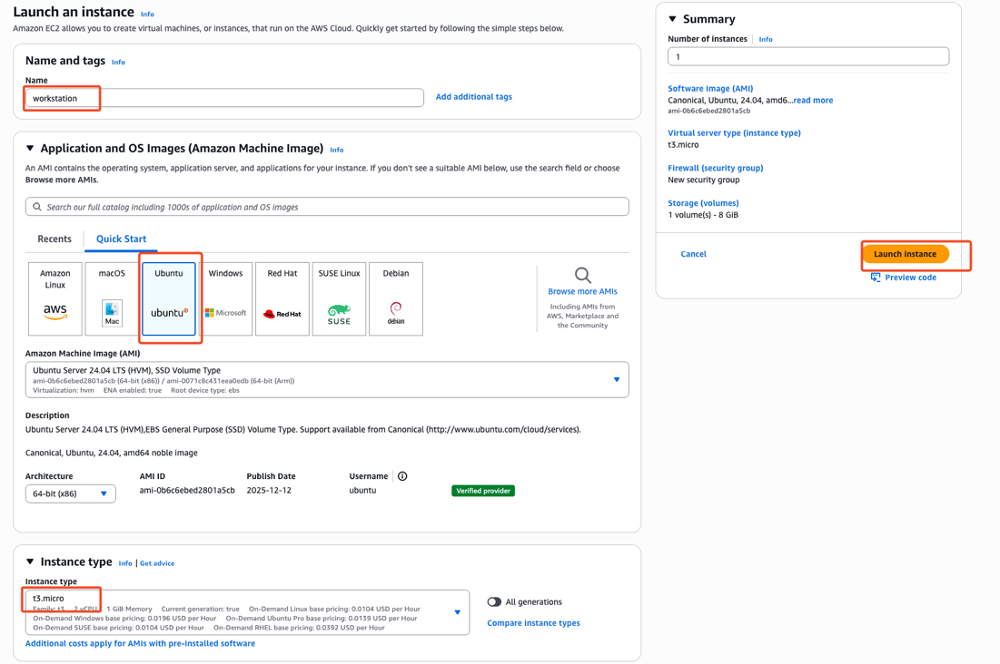 Launch an instance Info
Amazon EC2 allows you to create virtual machines, or instances, that run on the AWS Cloud. Quickly get started by following the simple steps below.
Name and tags Info
Name
workstation
Add additional tags
Application and OS Images (Amazon Machine Image) Info
An AMI contains the operating system, application server, and applications for your instance. If you don't see a suitable AMI below, use the search field or choose
Browse more AMIs.
Search our full catalog including 1000s of application and OS images
Recents Quick Start
Amazon Linux
aws
macOS
Mac
Ubuntu
ubuntu
Windows
Microsoft
Red Hat
Red Hat
SUSE Linux
SUSE
Debian
debian
Browse more AMIs
Including AMIs from
AWS, Marketplace and
the Community
Amazon Machine Image (AMI)
Ubuntu Server 24.04 LTS (HVM), SSD Volume Type
ami-0b6c6ebed2801a5cb (64-bit (x86)) / ami-0071c8c431eea0edb (64-bit (Arm))
Virtualization: hvm ENA enabled: true Root device type: ebs
Description
Ubuntu Server 24.04 LTS (HVM),EBS General Purpose (SSD) Volume Type. Support available from Canonical (http://www.ubuntu.com/cloud/services).
Canonical, Ubuntu, 24.04, amd64 noble image
Architecture AMI ID Publish Date Username
64-bit (x86) ami-0b6c6ebed2801a5cb 2025-12-12 ubuntu Verified provider
Instance type Info | Get advice
Instance type
t3.micro
Family: t3 2 vCPU 1 GiB Memory Current generation: true On-Demand Linux base pricing: 0.0104 USD per Hour
On-Demand Windows base pricing: 0.0196 USD per Hour On-Demand Ubuntu Pro base pricing: 0.0139 USD per Hour
On-Demand SUSE base pricing: 0.0104 USD per Hour On-Demand RHEL base pricing: 0.0392 USD per Hour
All generations
Compare instance types
Additional costs apply for AMIs with pre-installed software
Summary
Number of instances Info
1
Software Image (AMI)
Canonical, Ubuntu, 24.04, amd6...read more
ami-0b6c6ebed2801a5cb
Virtual server type (instance type)
t3.micro
Firewall (security group)
New security group
Storage (volumes)
1 volume(s) - 8 GiB
Cancel
Launch instance
Preview code